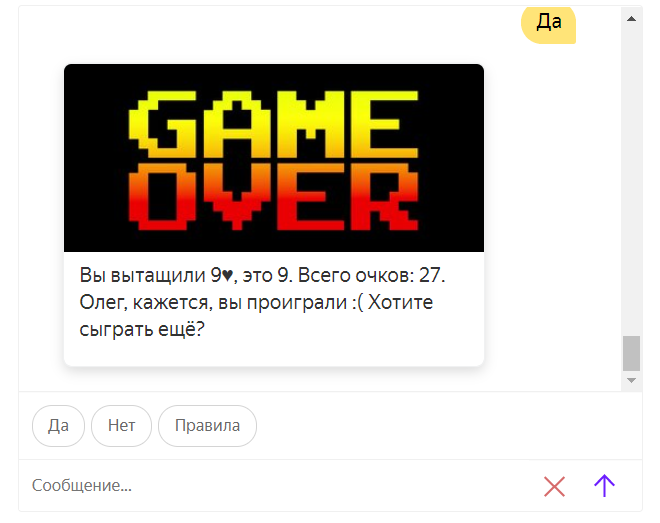 Да
GAME
OVER
Вы вытащили 9♥, это 9. Всего очков: 27.
Олег, кажется, вы проиграли :( Хотите
сыграть ещё?
Да Нет Правила
Сообщение...